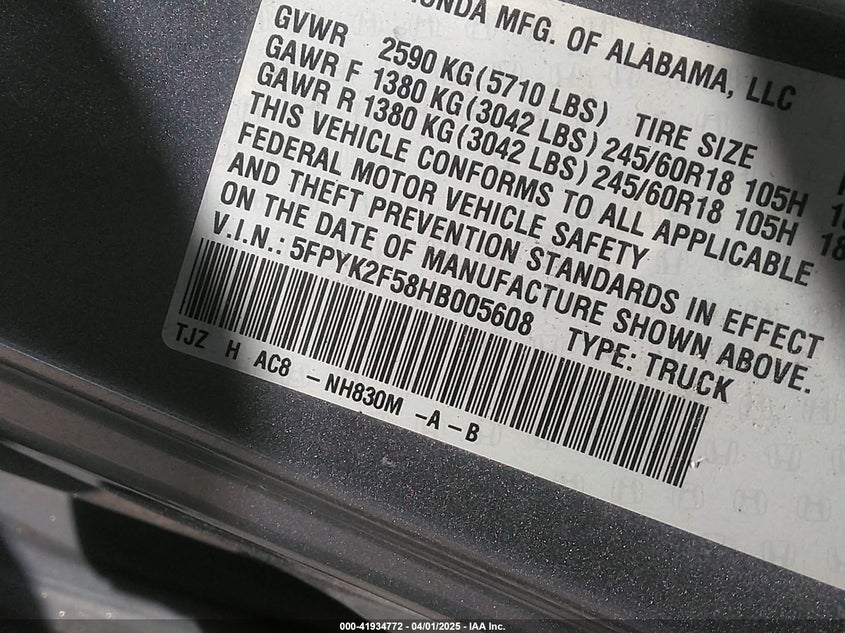 HONDA MFG. OF ALABAMA, LLC
GVWR 2590 KG (5710 LBS) TIRE SIZE
GAWR F 1380 KG (3042 LBS) 245/60R18 105H
GAWR R 1380 KG (3042 LBS) 245/60R18 105H 18
THIS VEHICLE CONFORMS TO ALL APPLICABLE
FEDERAL MOTOR VEHICLE SAFETY
AND THEFT PREVENTION STANDARDS IN EFFECT
ON THE DATE OF MANUFACTURE SHOWN ABOVE.
V.I.N.: 5FPYK2F58HB005608 TYPE: TRUCK
TJZ H AC8 - NH830M - A - B
000-41934772 - 04/01/2025 - IAA Inc.